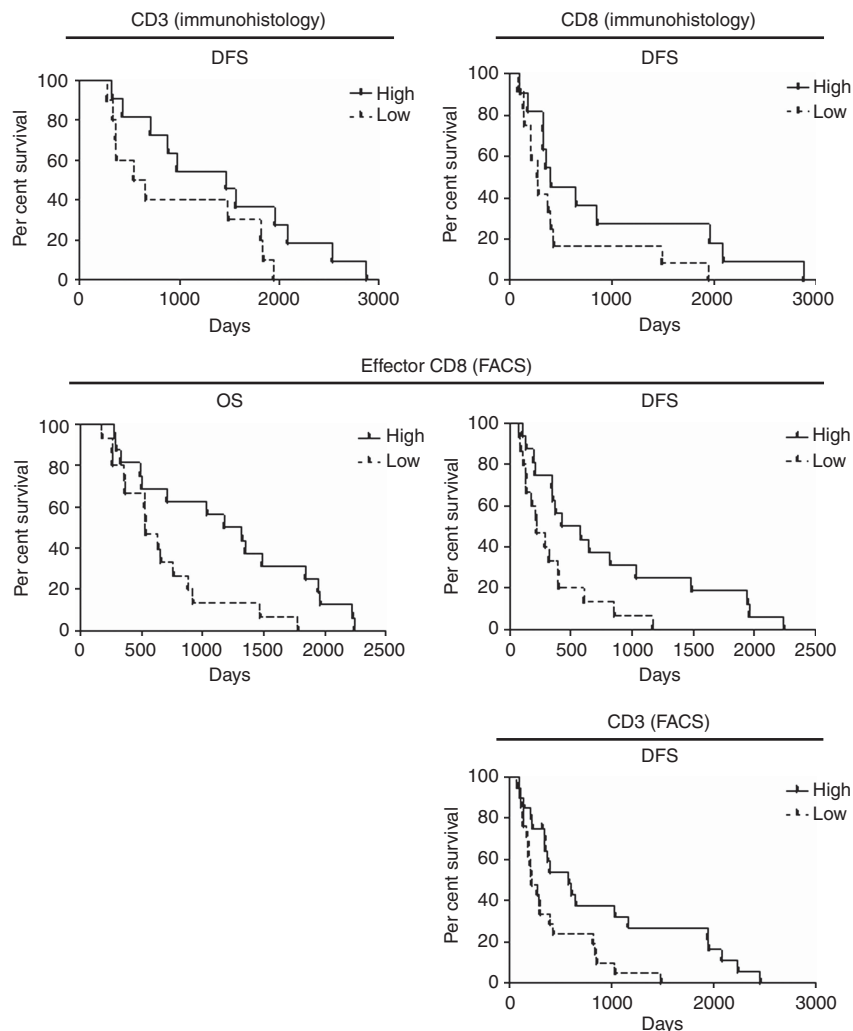 CD3 (immunohistology)
DFS
High
Low
Per cent survival
100
80
60
40
20
0
0 1000 2000 3000
Days
CD8 (immunohistology)
DFS
High
Low
Per cent survival
100
80
60
40
20
0
0 1000 2000 3000
Days
Effector CD8 (FACS)
OS
High
Low
Per cent survival
100
80
60
40
20
0
0 500 1000 1500 2000 2500
Days
DFS
High
Low
Per cent survival
100
80
60
40
20
0
0 500 1000 1500 2000 2500
Days
CD3 (FACS)
DFS
High
Low
Per cent survival
100
80
60
40
20
0
0 1000 2000 3000
Days